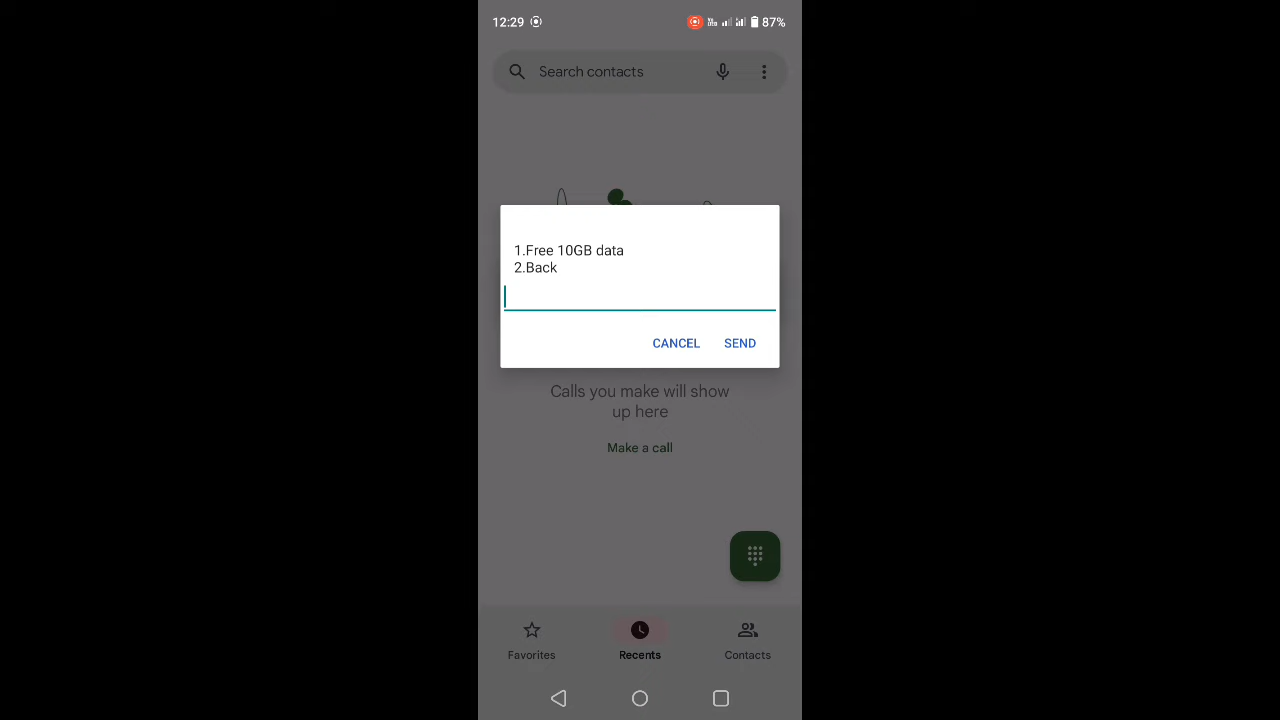 12:29
87%
Search contacts
1.Free 10GB data
2.Back
CANCEL SEND
Calls you make will show
up here
Make a call
Favorites Recents Contacts